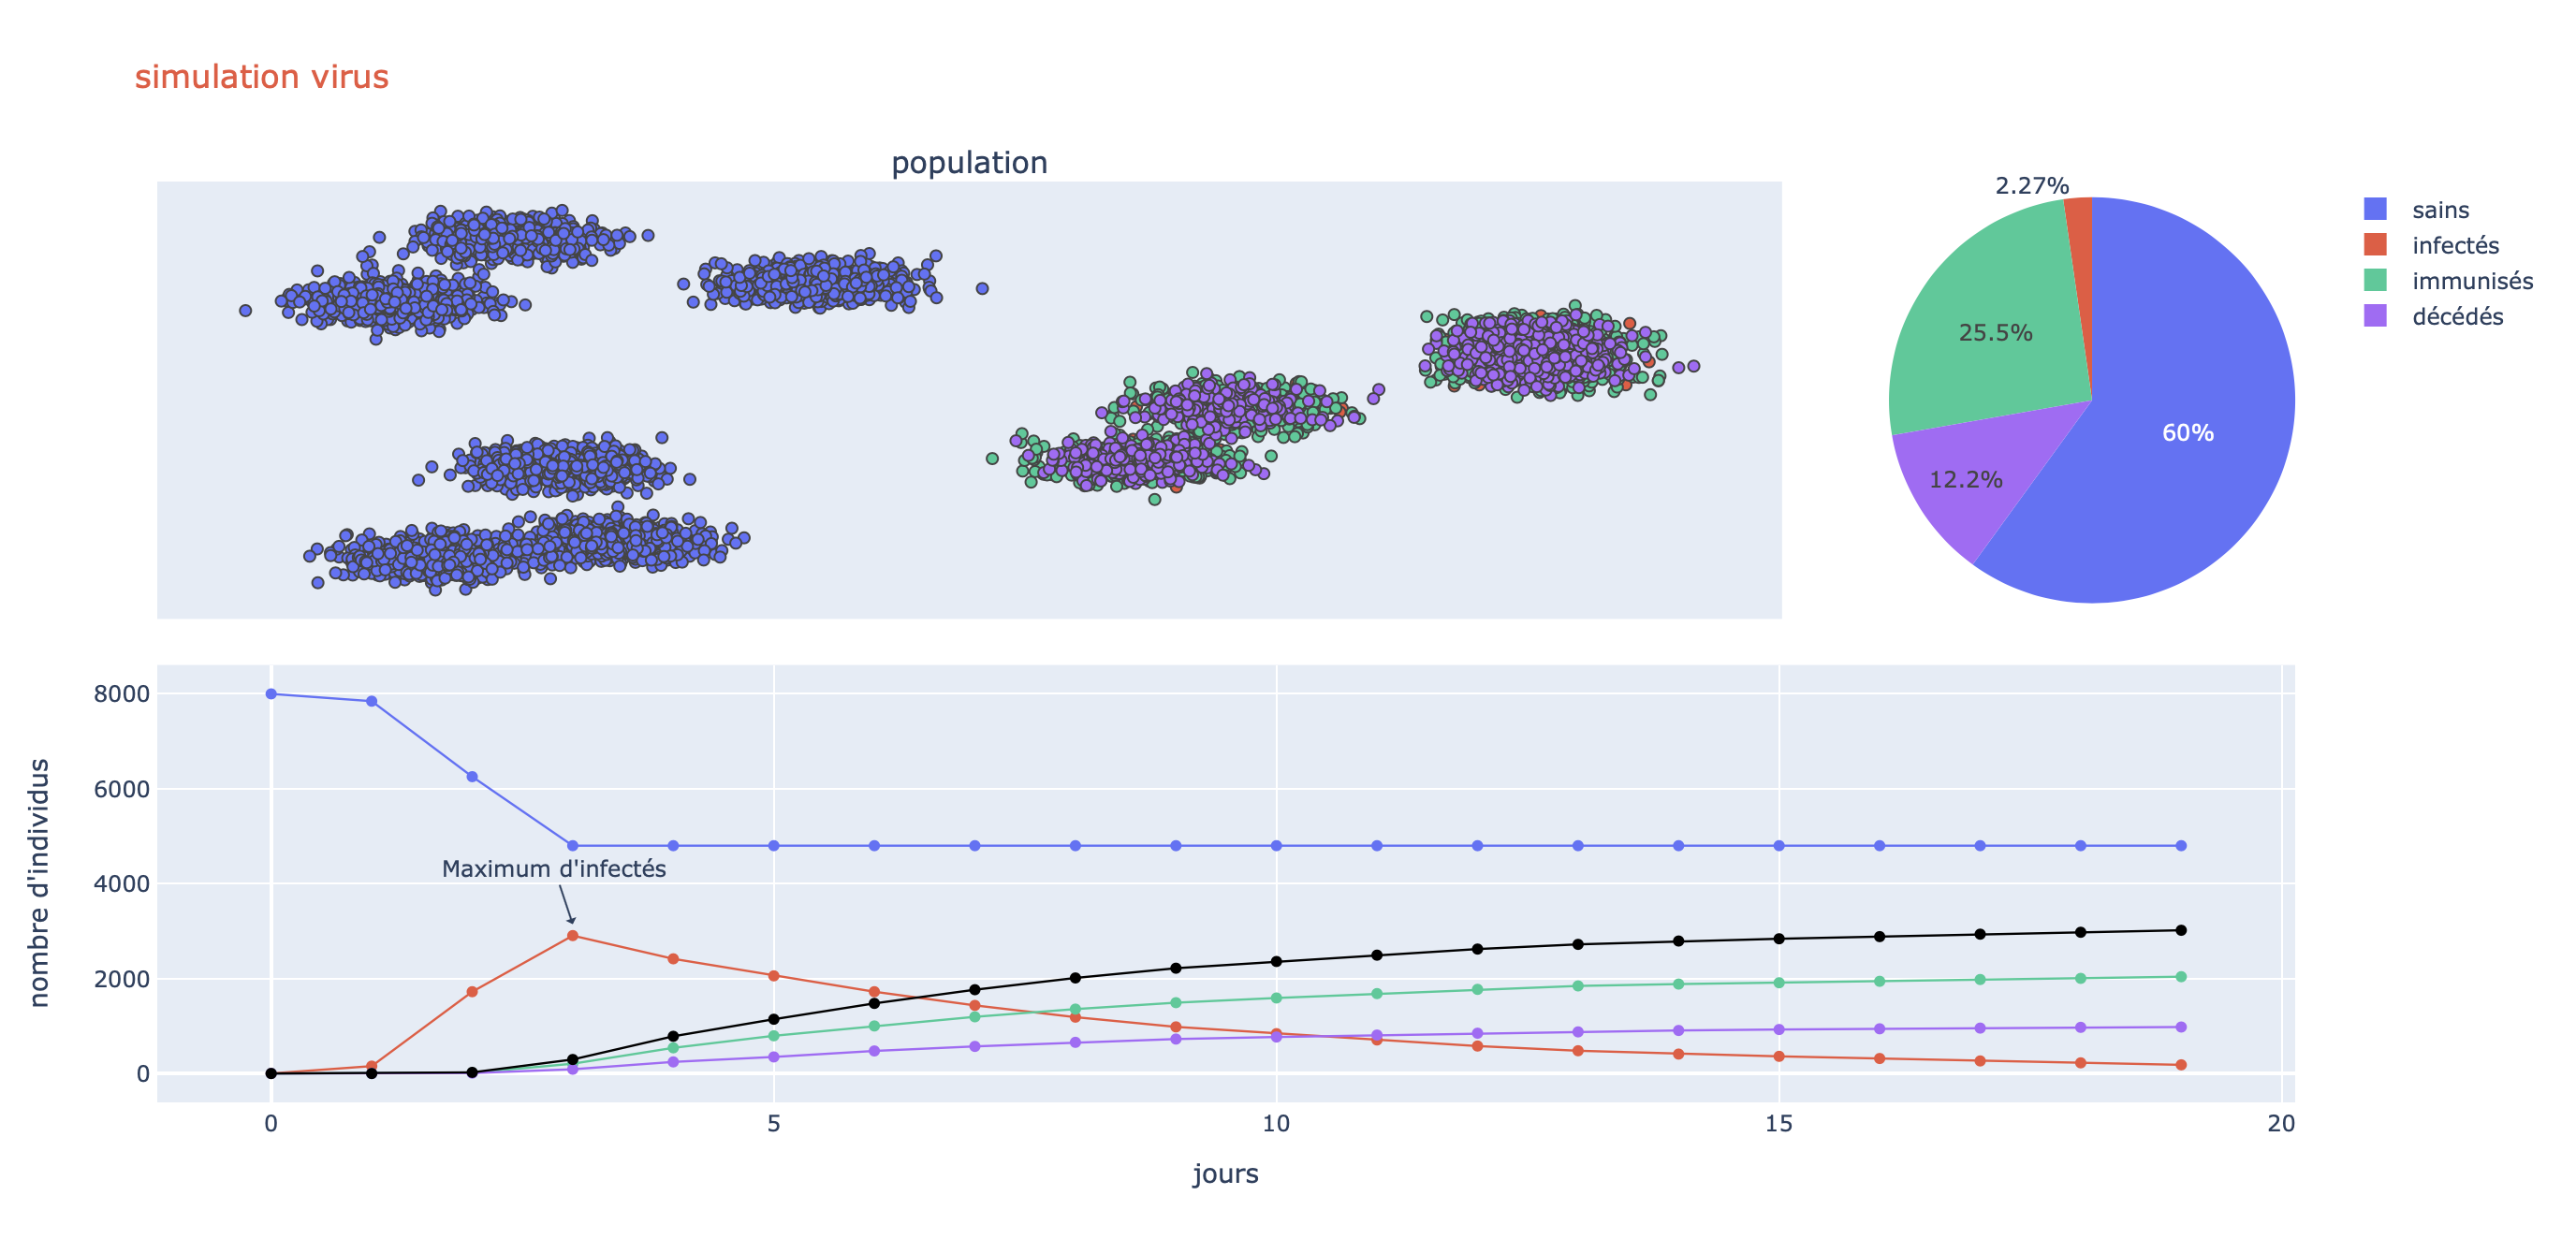 simulation virus
population
2.27%
25.5%
12.2%
60%
sains
infectés
immunisés
décédés
nombre d'individus
8000
6000
4000
2000
0
Maximum d'infectés
0 5 10 15 20
jours